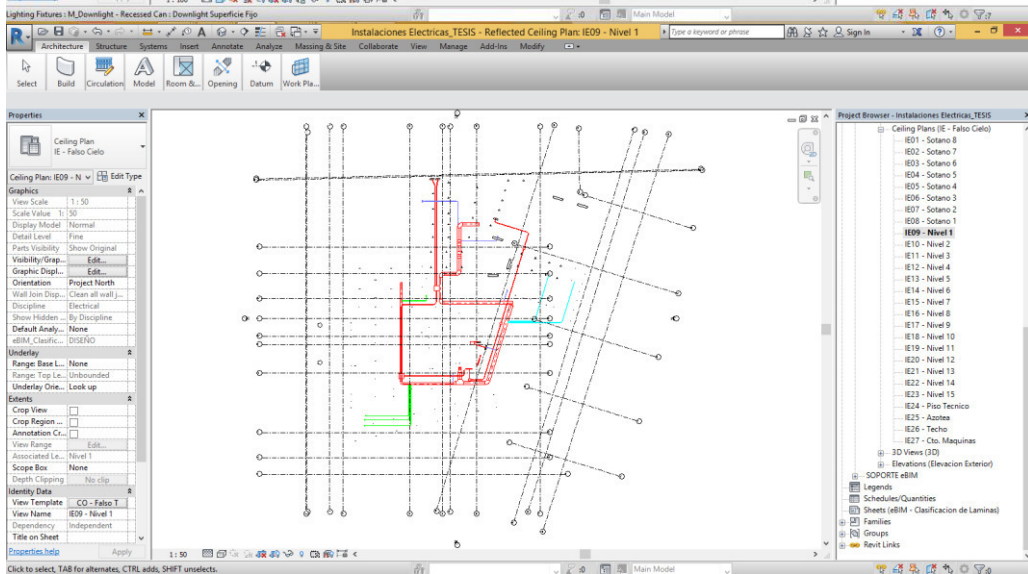 1 : 100
Lighting Fixtures : M_Downlight - Recessed Can : Downlight Superficie Fijo
Main Model
Instalaciones Electricas_TESIS - Reflected Ceiling Plan: IE09 - Nivel 1
Type a keyword or phrase
Sign In
Architecture Structure Systems Insert Annotate Analyze Massing & Site Collaborate View Manage Add-Ins Modify
Select Build Circulation Model Room &... Opening Datum Work Pla...
Properties
Ceiling Plan
IE - Falso Cielo
Ceiling Plan: IE09 - N
Edit Type
Graphics
View Scale 1 : 50
Scale Value 1: 50
Display Model Normal
Detail Level Fine
Parts Visibility Show Original
Visibility/Grap... Edit...
Graphic Displ... Edit...
Orientation Project North
Wall Join Disp... Clean all wall j...
Discipline Electrical
Show Hidden ... By Discipline
Default Analy... None
eBIM_Clasific... DISEÑO
Underlay
Range: Base L... None
Range: Top Le... Unbounded
Underlay Orie... Look up
Extents
Crop View
Crop Region ...
Annotation Cr...
View Range Edit...
Associated Le... Nivel 1
Scope Box None
Depth Clipping No clip
Identity Data
View Template CO - Falso T
View Name IE09 - Nivel 1
Dependency Independent
Title on Sheet
Properties help Apply
1 : 50
Project Browser - Instalaciones Electricas_TESIS
Ceiling Plans (IE - Falso Cielo)
IE01 - Sotano 8
IE02 - Sotano 7
IE03 - Sotano 6
IE04 - Sotano 5
IE05 - Sotano 4
IE06 - Sotano 3
IE07 - Sotano 2
IE08 - Sotano 1
IE09 - Nivel 1
IE10 - Nivel 2
IE11 - Nivel 3
IE12 - Nivel 4
IE13 - Nivel 5
IE14 - Nivel 6
IE15 - Nivel 7
IE16 - Nivel 8
IE17 - Nivel 9
IE18 - Nivel 10
IE19 - Nivel 11
IE20 - Nivel 12
IE21 - Nivel 13
IE22 - Nivel 14
IE23 - Nivel 15
IE24 - Piso Tecnico
IE25 - Azotea
IE26 - Techo
IE27 - Cto. Maquinas
3D Views (3D)
Elevations (Elevacion Exterior)
SOPORTE eBIM
Legends
Schedules/Quantities
Sheets (eBIM - Clasificacion de Laminas)
Families
Groups
Revit Links
Click to select, TAB for alternates, CTRL adds, SHIFT unselects.
Main Model